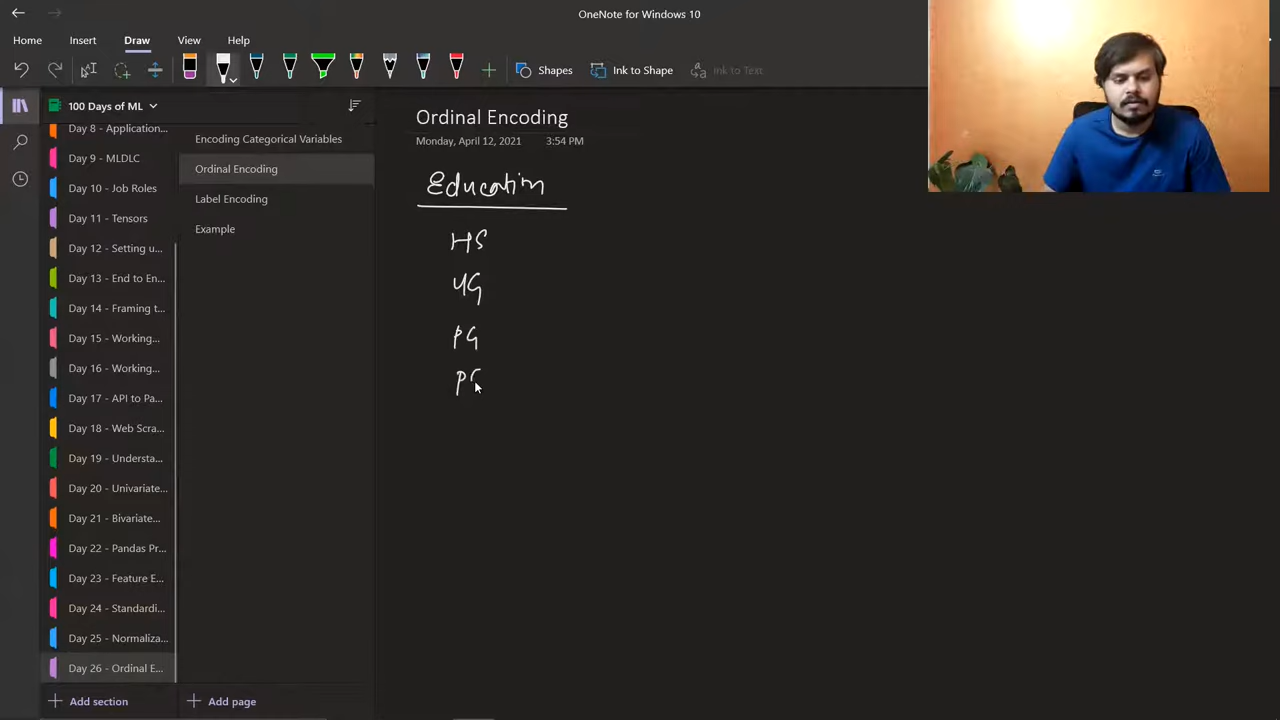 OneNote for Windows 10
Home Insert Draw View Help
Shapes Ink to Shape Ink to Text
100 Days of ML
Day 8 - Application...
Day 9 - MLDLC
Day 10 - Job Roles
Day 11 - Tensors
Day 12 - Setting u...
Day 13 - End to En...
Day 14 - Framing t...
Day 15 - Working...
Day 16 - Working...
Day 17 - API to Pa...
Day 18 - Web Scra...
Day 19 - Understa...
Day 20 - Univariate...
Day 21 - Bivariate...
Day 22 - Pandas Pr...
Day 23 - Feature E...
Day 24 - Standardi...
Day 25 - Normaliza...
Day 26 - Ordinal E...
Add section
Encoding Categorical Variables
Ordinal Encoding
Label Encoding
Example
Add page
Ordinal Encoding
Monday, April 12, 2021 3:54 PM
Education
HS
UG
PG
PG